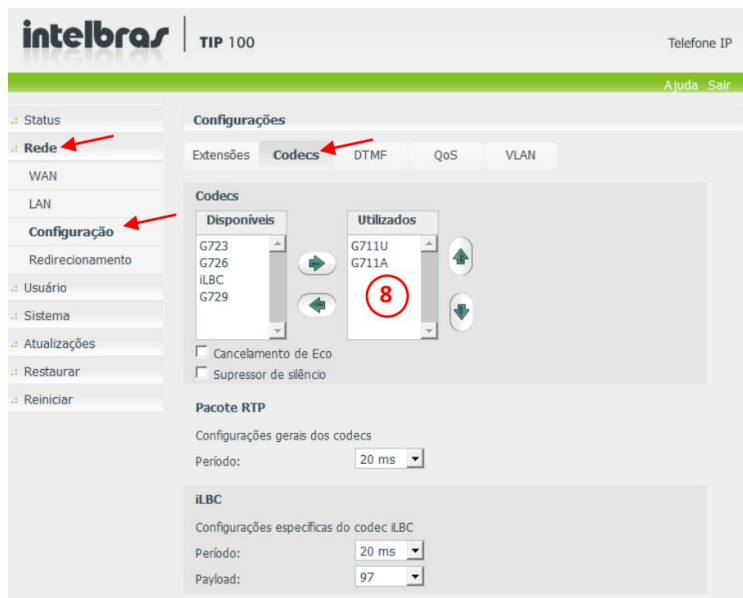 intelbras TIP 100
Telefone IP
Ajuda Sair
.: Status
.: Rede
WAN
LAN
Configuração
Redirecionamento
.: Usuário
.: Sistema
.: Atualizações
.: Restaurar
.: Reiniciar
Configurações
Extensões Codecs DTMF QoS VLAN
Codecs
Disponíveis
G723
G726
iLBC
G729
Utilizados
G711U
G711A
8
Cancelamento de Eco
Supressor de silêncio
Pacote RTP
Configurações gerais dos codecs
Período: 20 ms
iLBC
Configurações específicas do codec iLBC
Período: 20 ms
Payload: 97